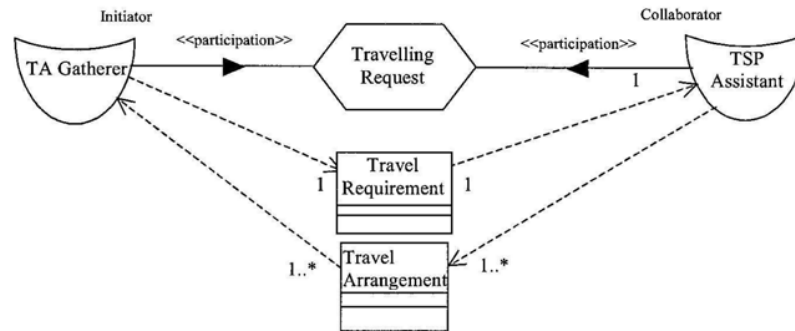 Initiator
Collaborator
<<participation>>
<<participation>>
TA Gatherer
Travelling
Request
TSP
Assistant
1
Travel
Requirement
1
1
Travel
Arrangement
1..*
1..*